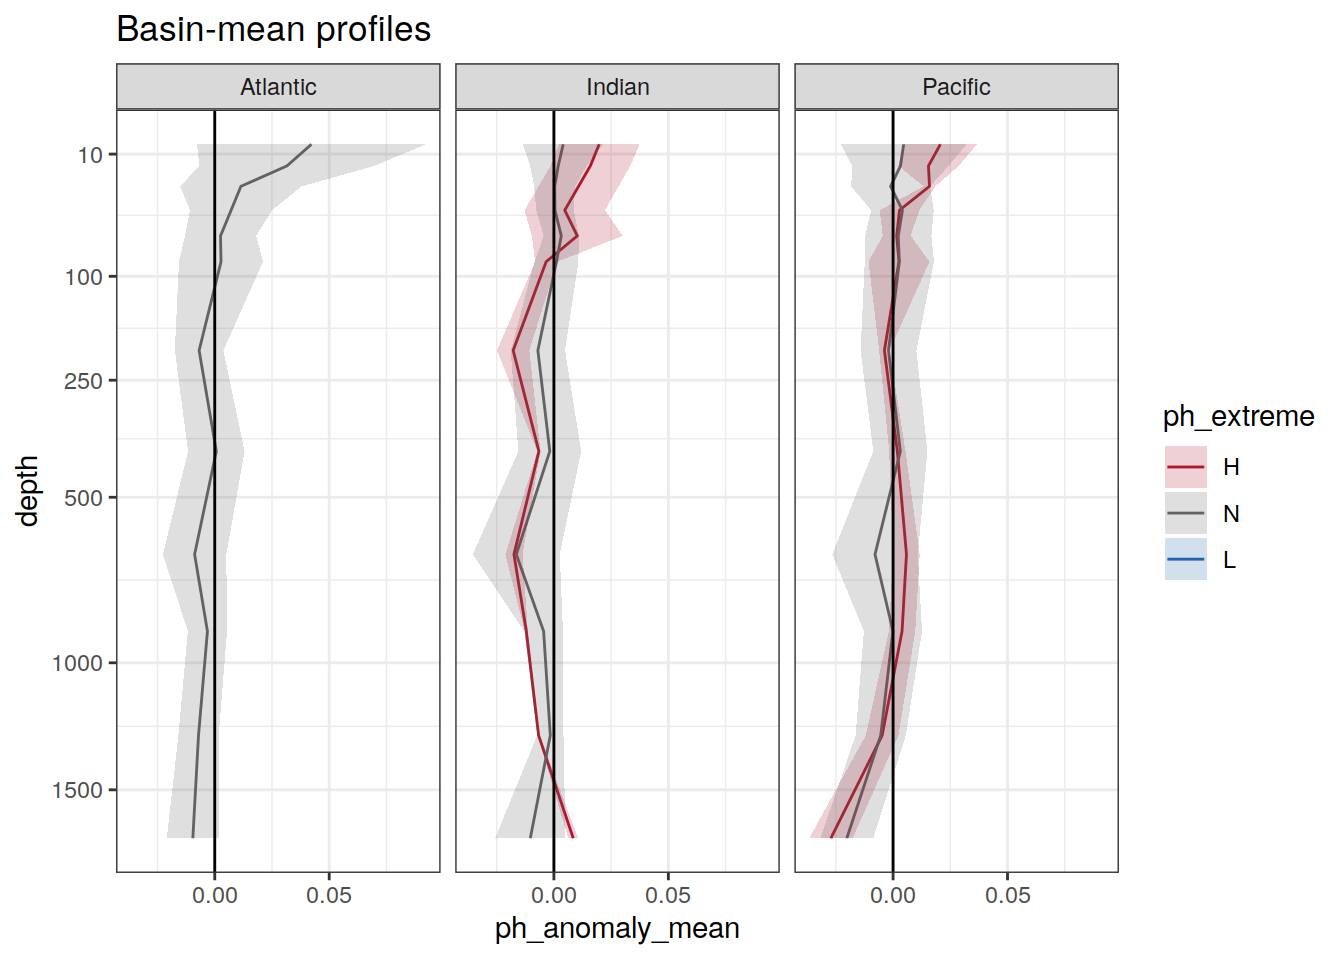 Basin-mean profiles
Atlantic
Indian
Pacific
10
100
250
500
1000
1500
depth
0.00 0.05
0.00 0.05
0.00 0.05
ph_anomaly_mean
ph_extreme
H
N
L